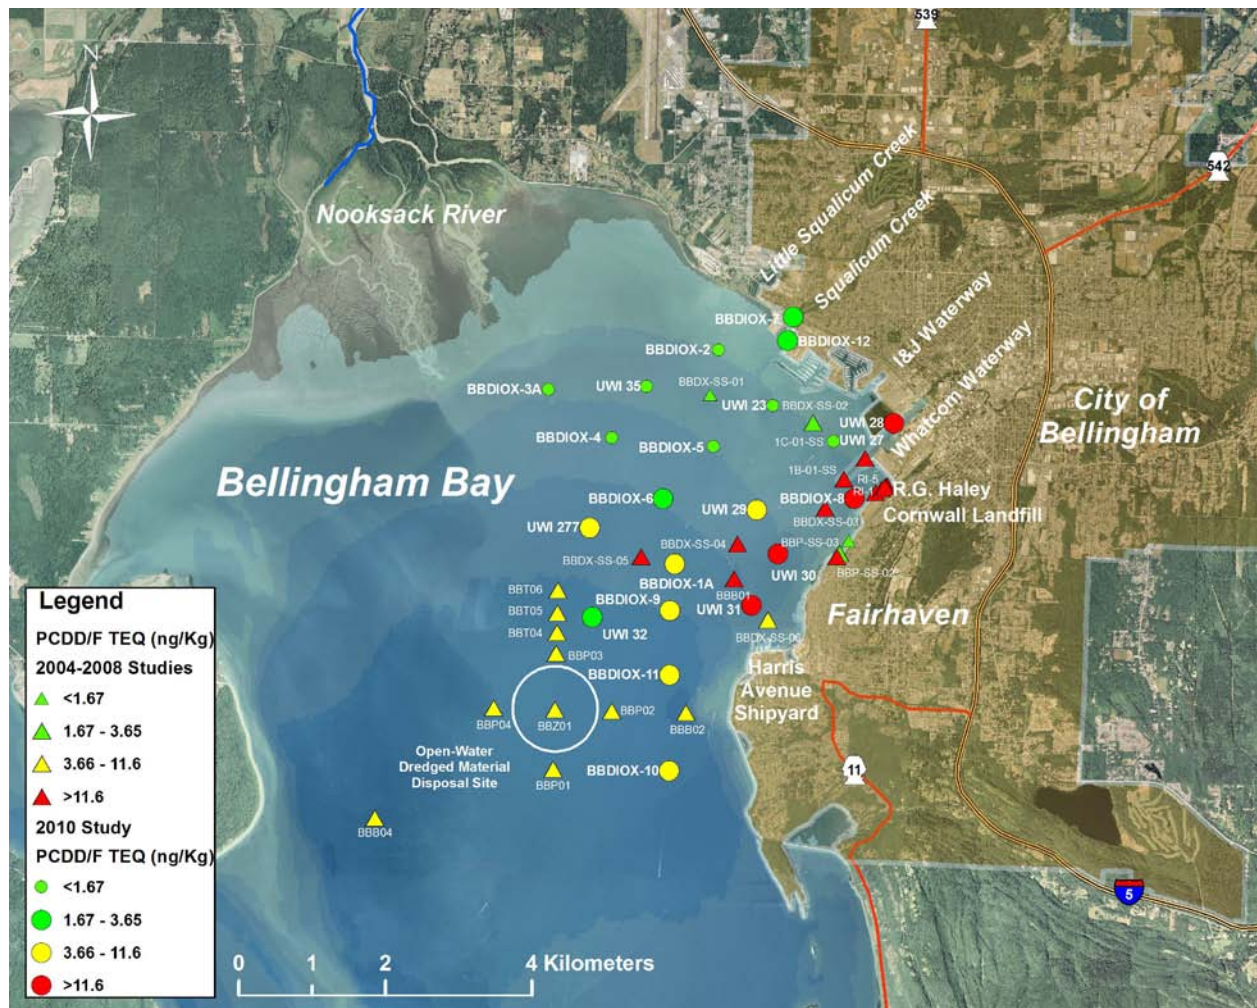 539
542
N
Nooksack River
Little Squalicum Creek
Squalicum Creek
I&J Waterway
Whatcom Waterway
BBDIOX-7
BBDIOX-12
BBDIOX-2
BBDIOX-3A
UWI 35
BBDX-SS-01
UWI 23
BBDX-SS-02
UWI 28
City of
Bellingham
BBDIOX-4
BBDIOX-5
1C-01-SS
UWI 27
Bellingham Bay
1B-01-SS
RI-5
RI-1
R.G. Haley
BBDIOX-6
BBDIOX-8
UWI 29
BBDX-SS-03
Cornwall Landfill
UWI 277
BBDX-SS-04
BBP-SS-03
BBDX-SS-05
UWI 30
BBP-SS-02
BBDIOX-1A
BBT06
BBB01
BBDIOX-9
UWI 31
Fairhaven
BBT05
BBT04
UWI 32
BBDX-SS-06
BBP03
BBDIOX-11
Harris
Avenue
Shipyard
BBP04
BBZ01
BBP02
BBB02
Open-Water
Dredged Material
Disposal Site
BBP01
BBDIOX-10
11
BBB04
5
Legend
PCDD/F TEQ (ng/Kg)
2004-2008 Studies
<1.67
1.67 - 3.65
3.66 - 11.6
>11.6
2010 Study
PCDD/F TEQ (ng/Kg)
<1.67
1.67 - 3.65
3.66 - 11.6
>11.6
0 1 2 4 Kilometers